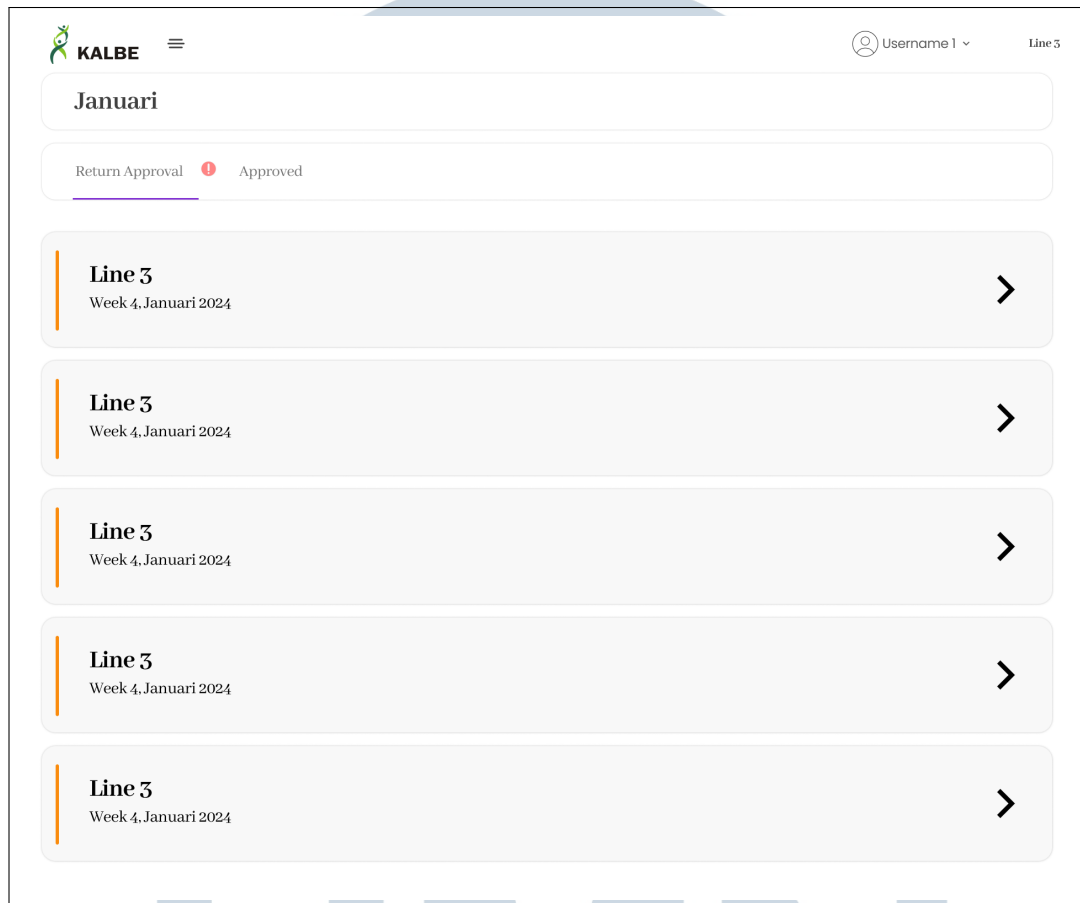 KALBE
Username 1
Line 3
Januari
Return Approval ! Approved
Line 3
Week 4, Januari 2024
Line 3
Week 4, Januari 2024
Line 3
Week 4, Januari 2024
Line 3
Week 4, Januari 2024
Line 3
Week 4, Januari 2024